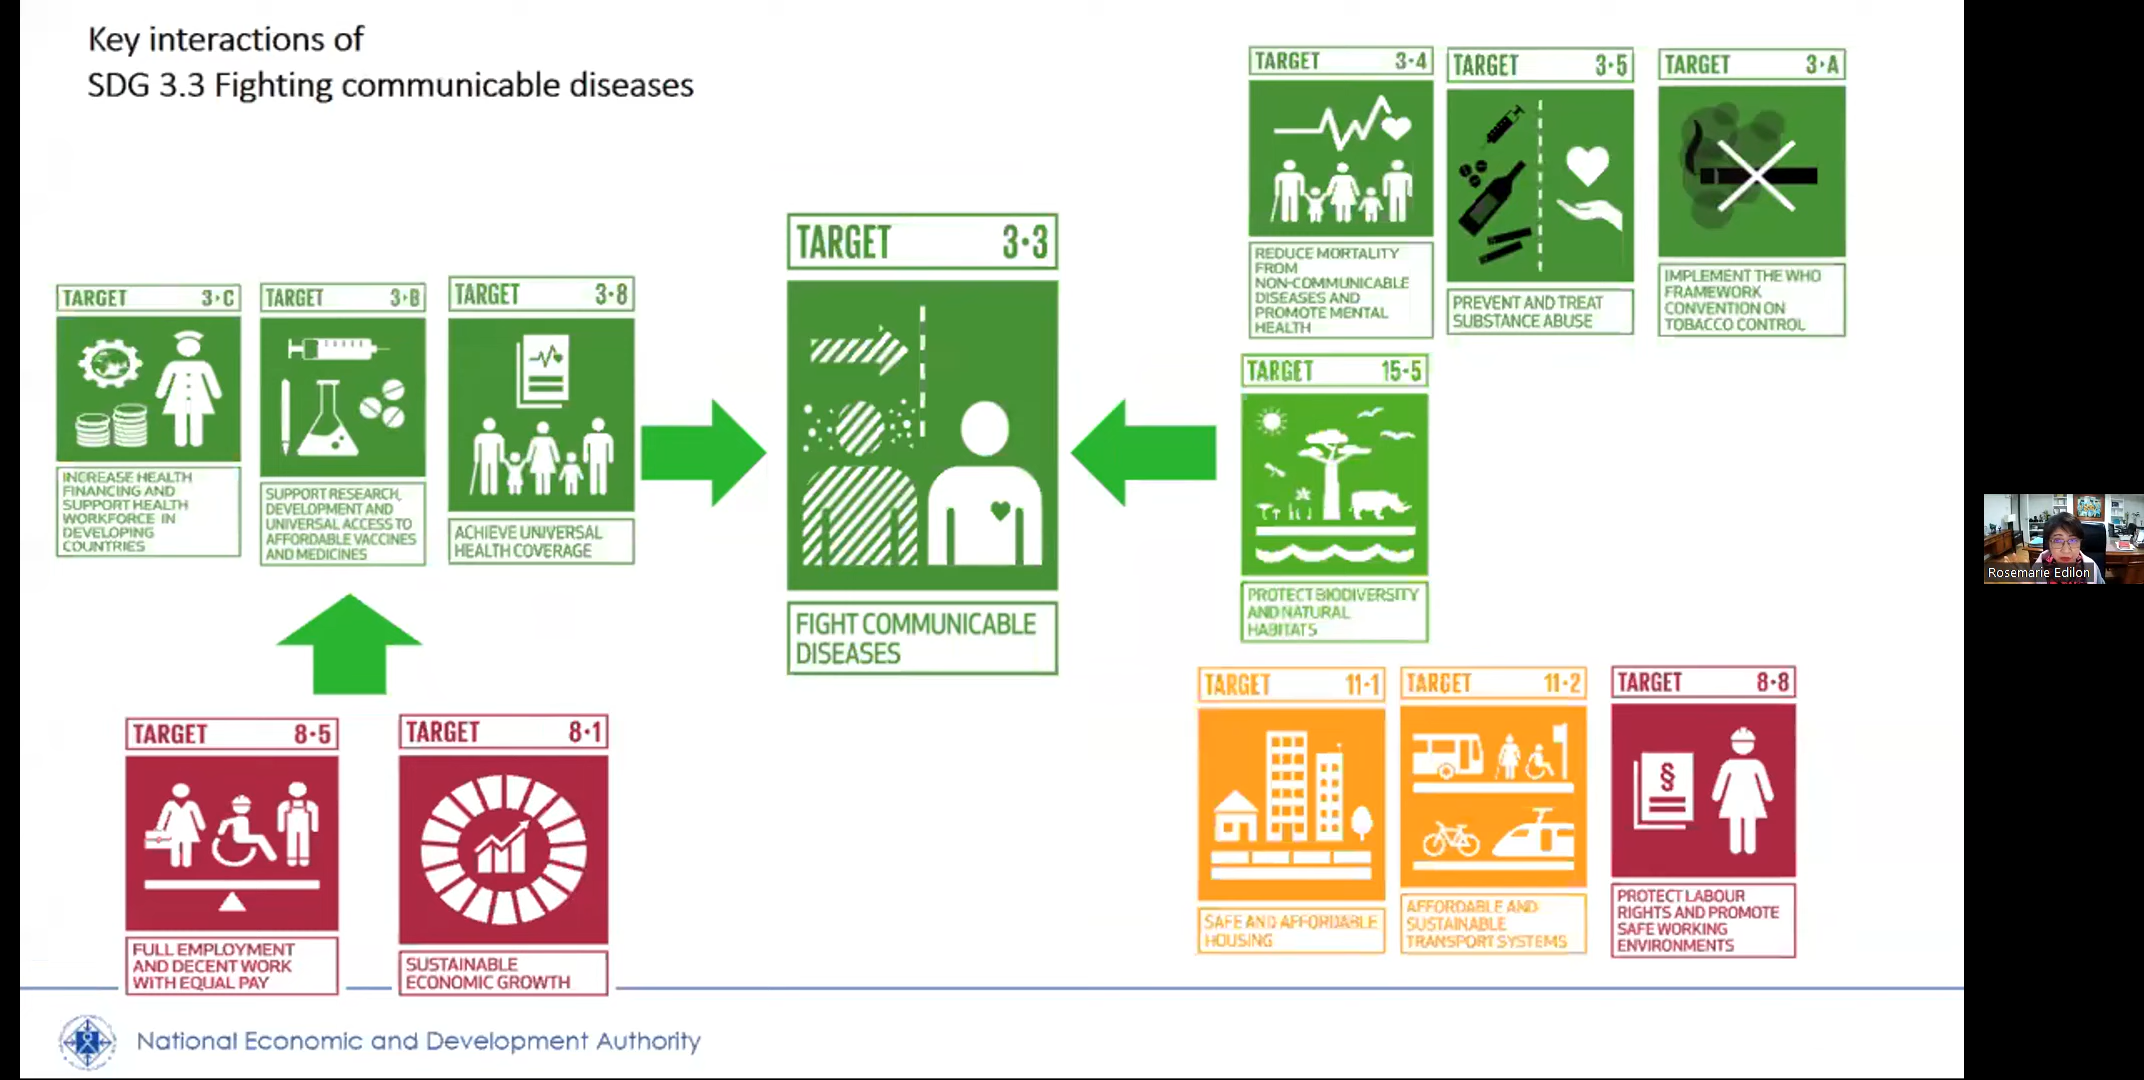 Key interactions of
SDG 3.3 Fighting communicable diseases
TARGET 3·C
INCREASE HEALTH
FINANCING AND
SUPPORT HEALTH
WORKFORCE IN
DEVELOPING
COUNTRIES
TARGET 3·B
SUPPORT RESEARCH,
DEVELOPMENT AND
UNIVERSAL ACCESS TO
AFFORDABLE VACCINES
AND MEDICINES
TARGET 3·8
ACHIEVE UNIVERSAL
HEALTH COVERAGE
TARGET 8·5
FULL EMPLOYMENT
AND DECENT WORK
WITH EQUAL PAY
TARGET 8·1
SUSTAINABLE
ECONOMIC GROWTH
TARGET 3·3
FIGHT COMMUNICABLE
DISEASES
TARGET 3·4
REDUCE MORTALITY
FROM
NON-COMMUNICABLE
DISEASES AND
PROMOTE MENTAL
HEALTH
TARGET 3·5
PREVENT AND TREAT
SUBSTANCE ABUSE
TARGET 3·A
IMPLEMENT THE WHO
FRAMEWORK
CONVENTION ON
TOBACCO CONTROL
TARGET 15·5
PROTECT BIODIVERSITY
AND NATURAL
HABITATS
TARGET 11·1
SAFE AND AFFORDABLE
HOUSING
TARGET 11·2
AFFORDABLE AND
SUSTAINABLE
TRANSPORT SYSTEMS
TARGET 8·8
§
PROTECT LABOUR
RIGHTS AND PROMOTE
SAFE WORKING
ENVIRONMENTS
National Economic and Development Authority
Rosemarie Edilon